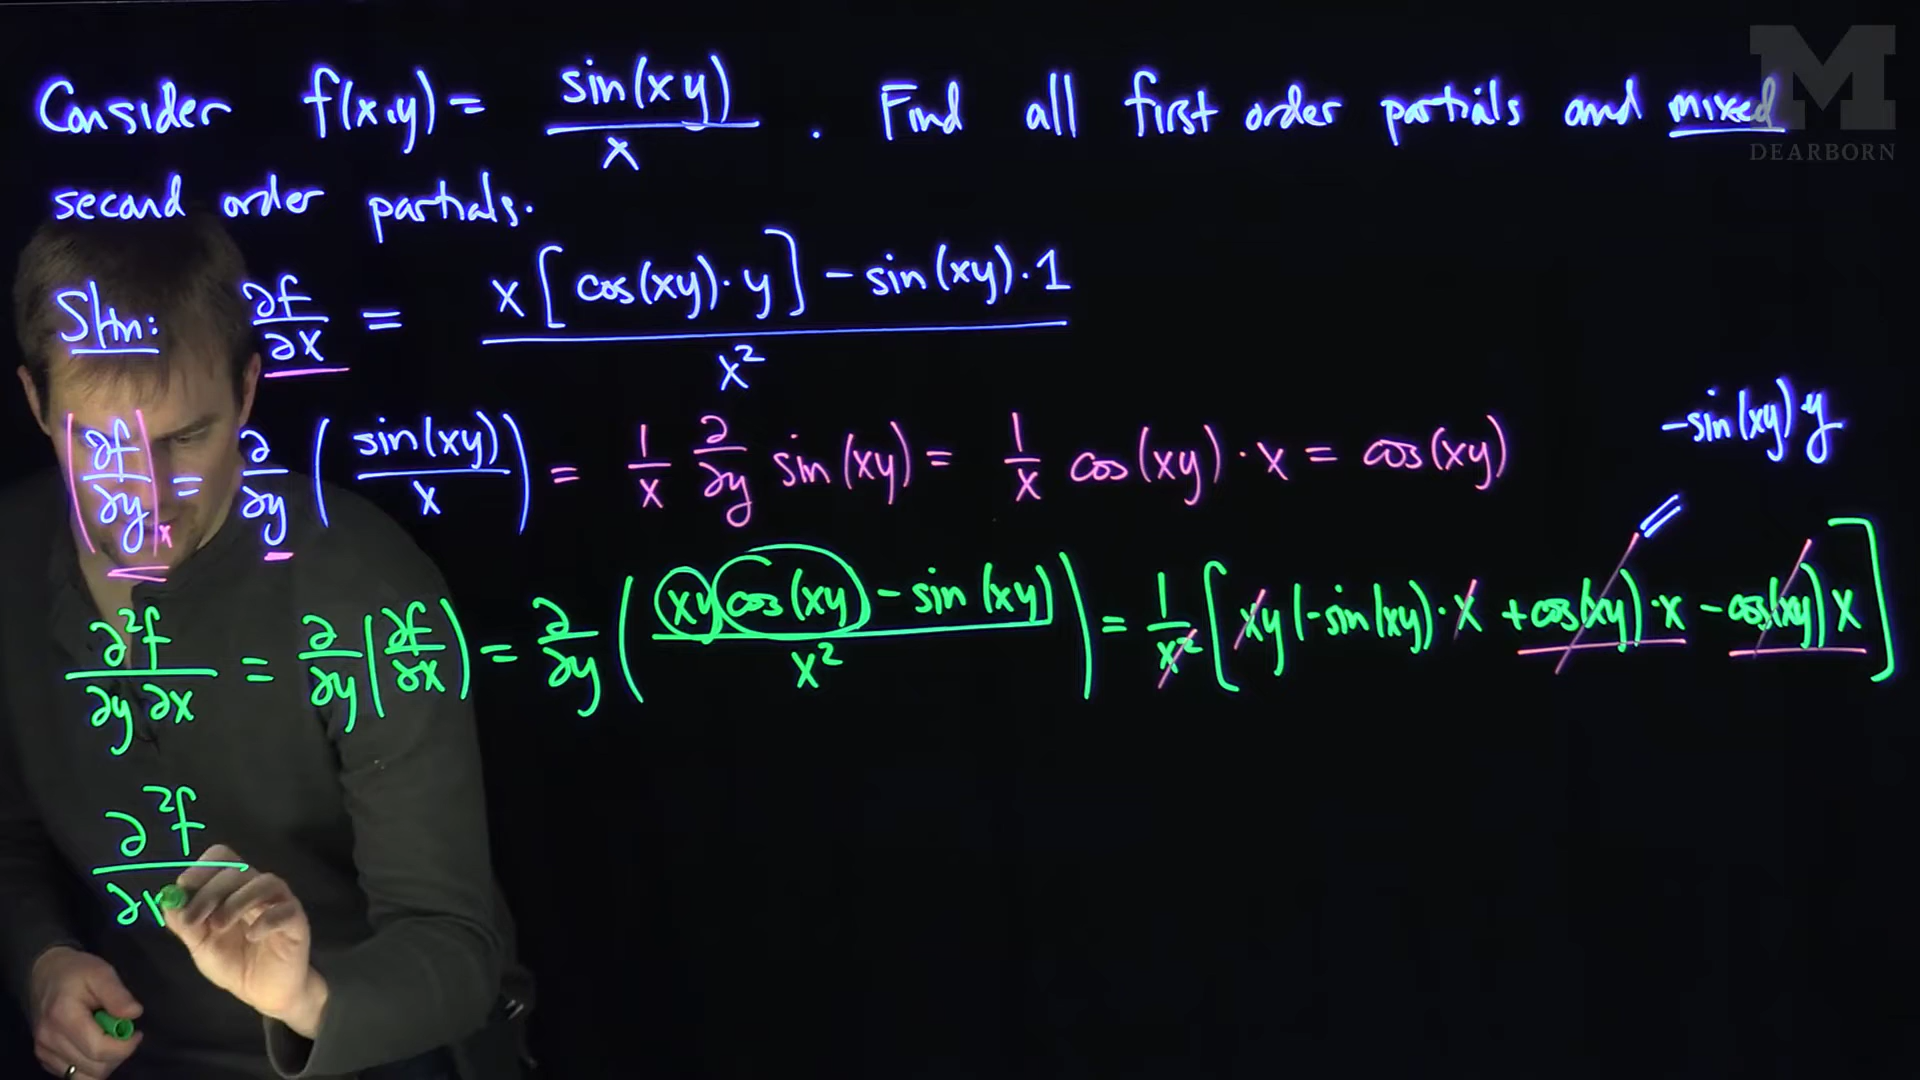 Consider f(x,y) = sin(xy) / x . Find all first order partials and mixed
second order partials.
Sltn: ∂f/∂x = x[cos(xy)·y] - sin(xy)·1 / x²
(∂f/∂y)ₓ = ∂/∂y (sin(xy)/x) = 1/x ∂/∂y sin(xy) = 1/x cos(xy)·x = cos(xy)
-sin(xy)y
∂²f/∂y∂x = ∂/∂y (∂f/∂x) = ∂/∂y (xy cos(xy) - sin(xy) / x²) = 1/x² [xy(-sin(xy)·x + cos(xy)·x - cos(xy)x]
∂²f/∂
M
DEARBORN